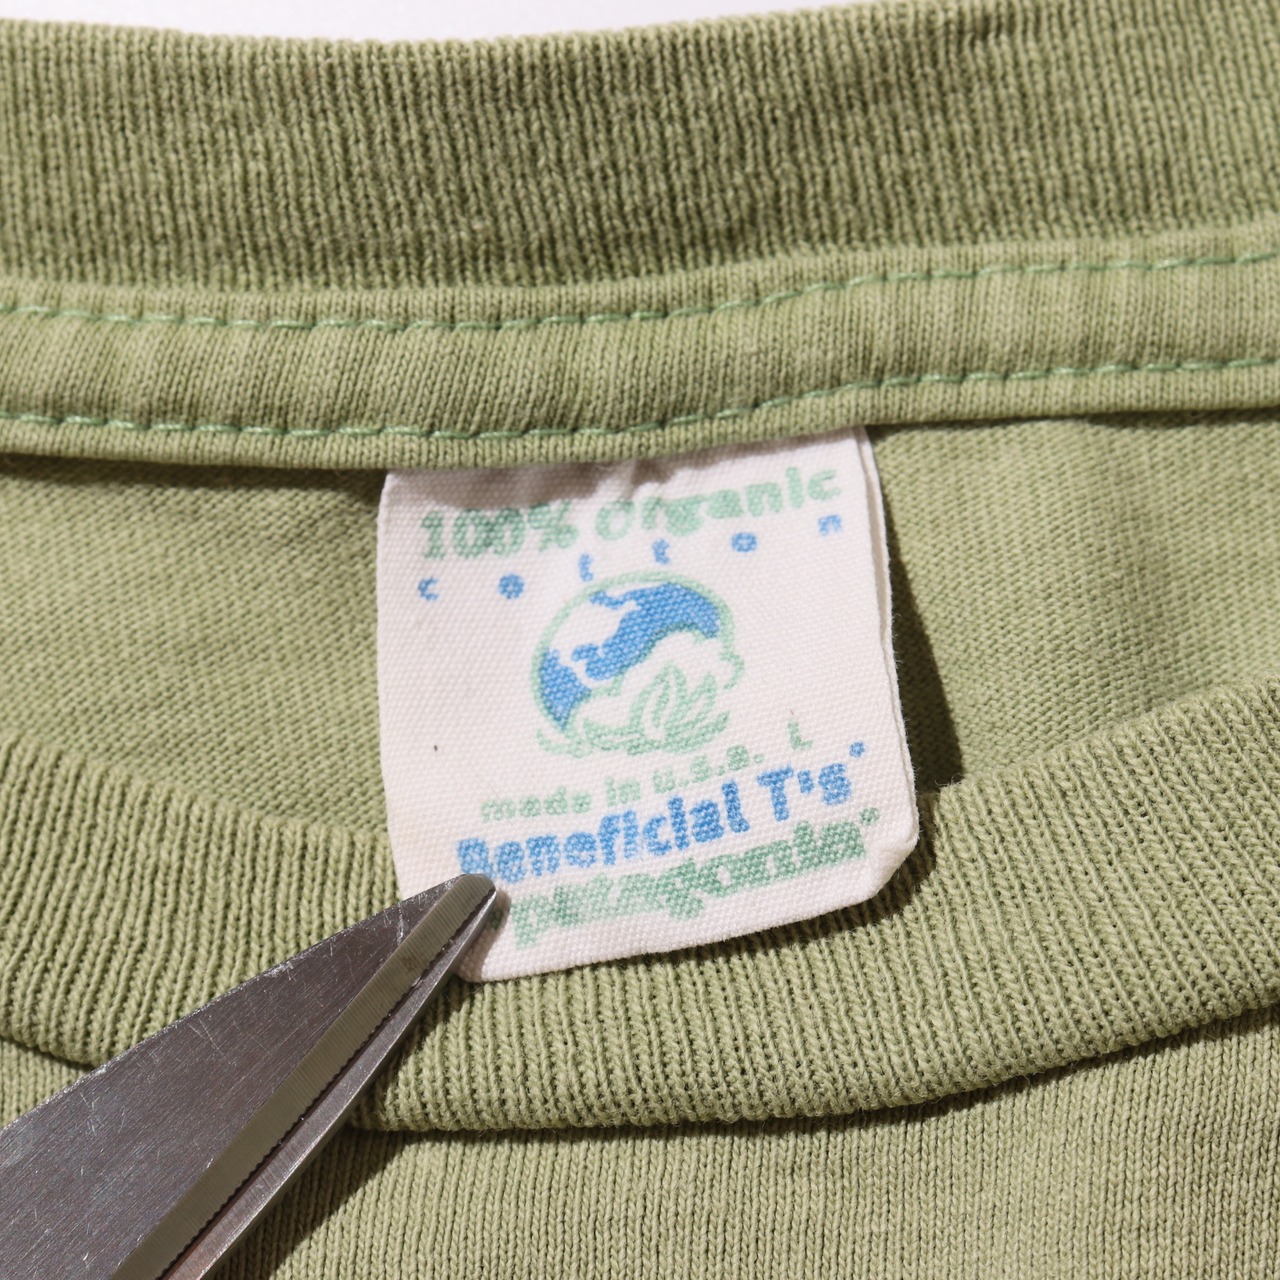 100% Organic
cotton
made in u.s.a. L
Beneficial T's®
patagonia®